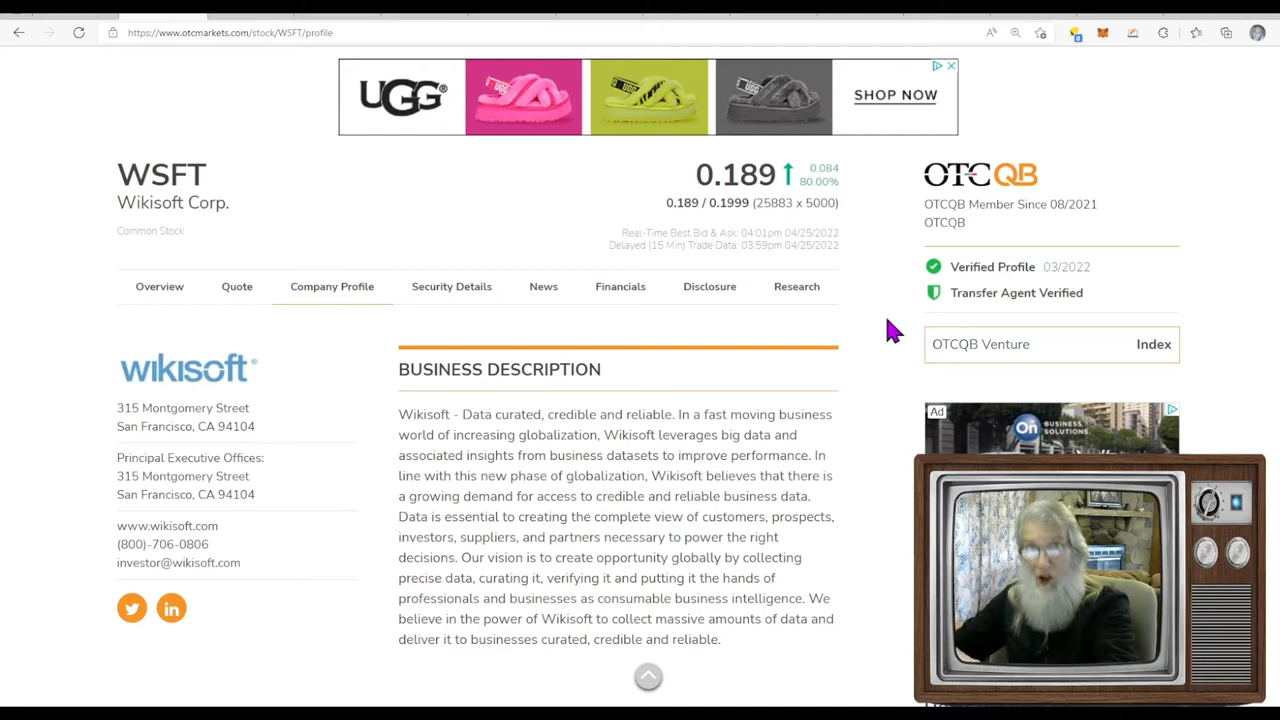 https://www.otcmarkets.com/stock/WSFT/profile
UGG
SHOP NOW
WSFT
Wikisoft Corp.
Common Stock
0.189
0.084
80.00%
0.189 / 0.1999 (25883 x 5000)
Real-Time Best Bid & Ask: 04:01pm 04/25/2022
Delayed (15 Min) Trade Data: 03:59pm 04/25/2022
OTCQB
OTCQB Member Since 08/2021
OTCQB
Verified Profile 03/2022
Transfer Agent Verified
OTCQB Venture Index
Overview Quote Company Profile Security Details News Financials Disclosure Research
wikisoft®
315 Montgomery Street
San Francisco, CA 94104
Principal Executive Offices:
315 Montgomery Street
San Francisco, CA 94104
www.wikisoft.com
(800)-706-0806
investor@wikisoft.com
in
BUSINESS DESCRIPTION
Wikisoft - Data curated, credible and reliable. In a fast moving business
world of increasing globalization, Wikisoft leverages big data and
associated insights from business datasets to improve performance. In
line with this new phase of globalization, Wikisoft believes that there is
a growing demand for access to credible and reliable business data.
Data is essential to creating the complete view of customers, prospects,
investors, suppliers, and partners necessary to power the right
decisions. Our vision is to create opportunity globally by collecting
precise data, curating it, verifying it and putting it the hands of
professionals and businesses as consumable business intelligence. We
believe in the power of Wikisoft to collect massive amounts of data and
deliver it to businesses curated, credible and reliable.
Ad
On BUSINESS
SOLUTIONS.